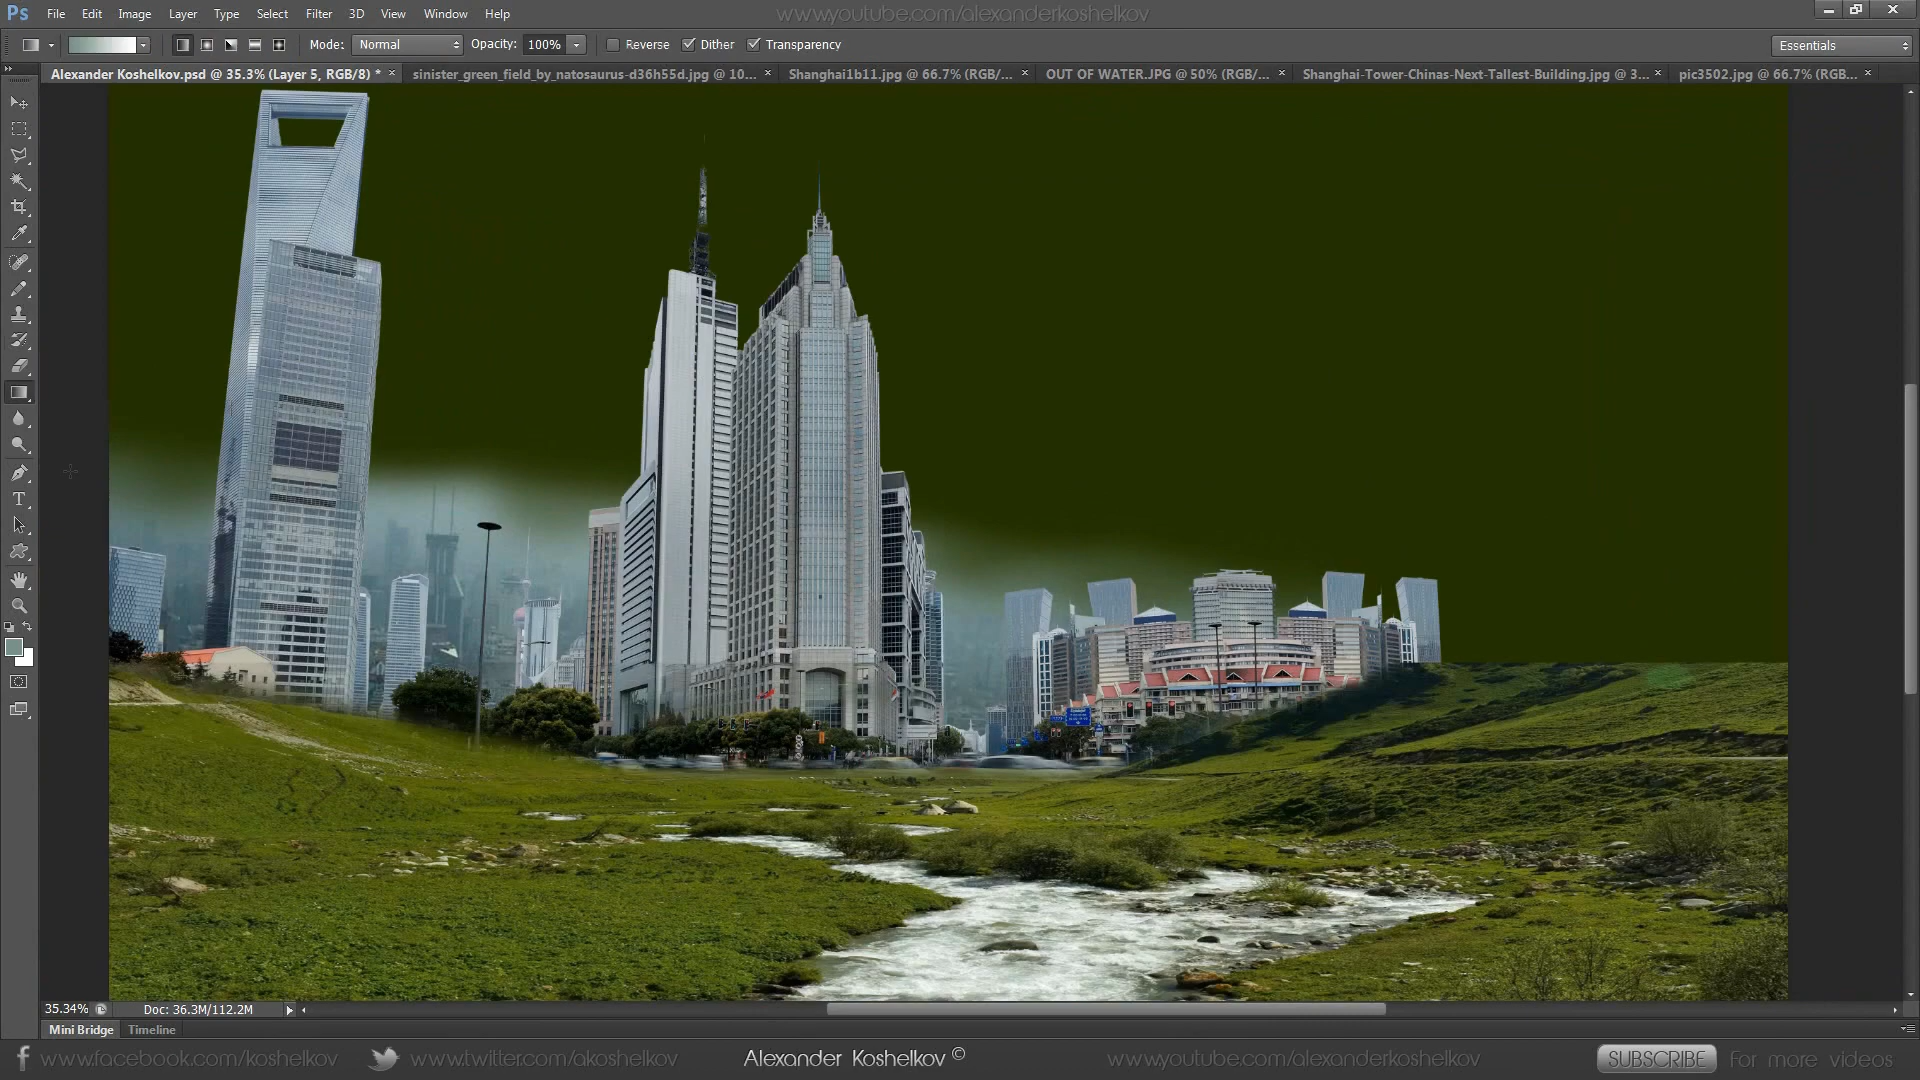 Ps File Edit Image Layer Type Select Filter 3D View Window Help
www.youtube.com/alexanderkoshelkov
Mode: Normal Opacity: 100% Reverse Dither Transparency Essentials
Alexander Koshelkov.psd @ 35.3% (Layer 5, RGB/8) * × sinister_green_field_by_natosaurus-d36h55d.jpg @ 10... × Shanghai1b11.jpg @ 66.7% (RGB/... × OUT OF WATER.JPG @ 50% (RGB/... × Shanghai-Tower-Chinas-Next-Tallest-Building.jpg @ 3... × pic3502.jpg @ 66.7% (RGB... ×
T
35.34% Doc: 36.3M/112.2M
Mini Bridge Timeline
f www.facebook.com/koshelkov www.twitter.com/akoshelkov Alexander Koshelkov © www.youtube.com/alexanderkoshelkov SUBSCRIBE For more videos